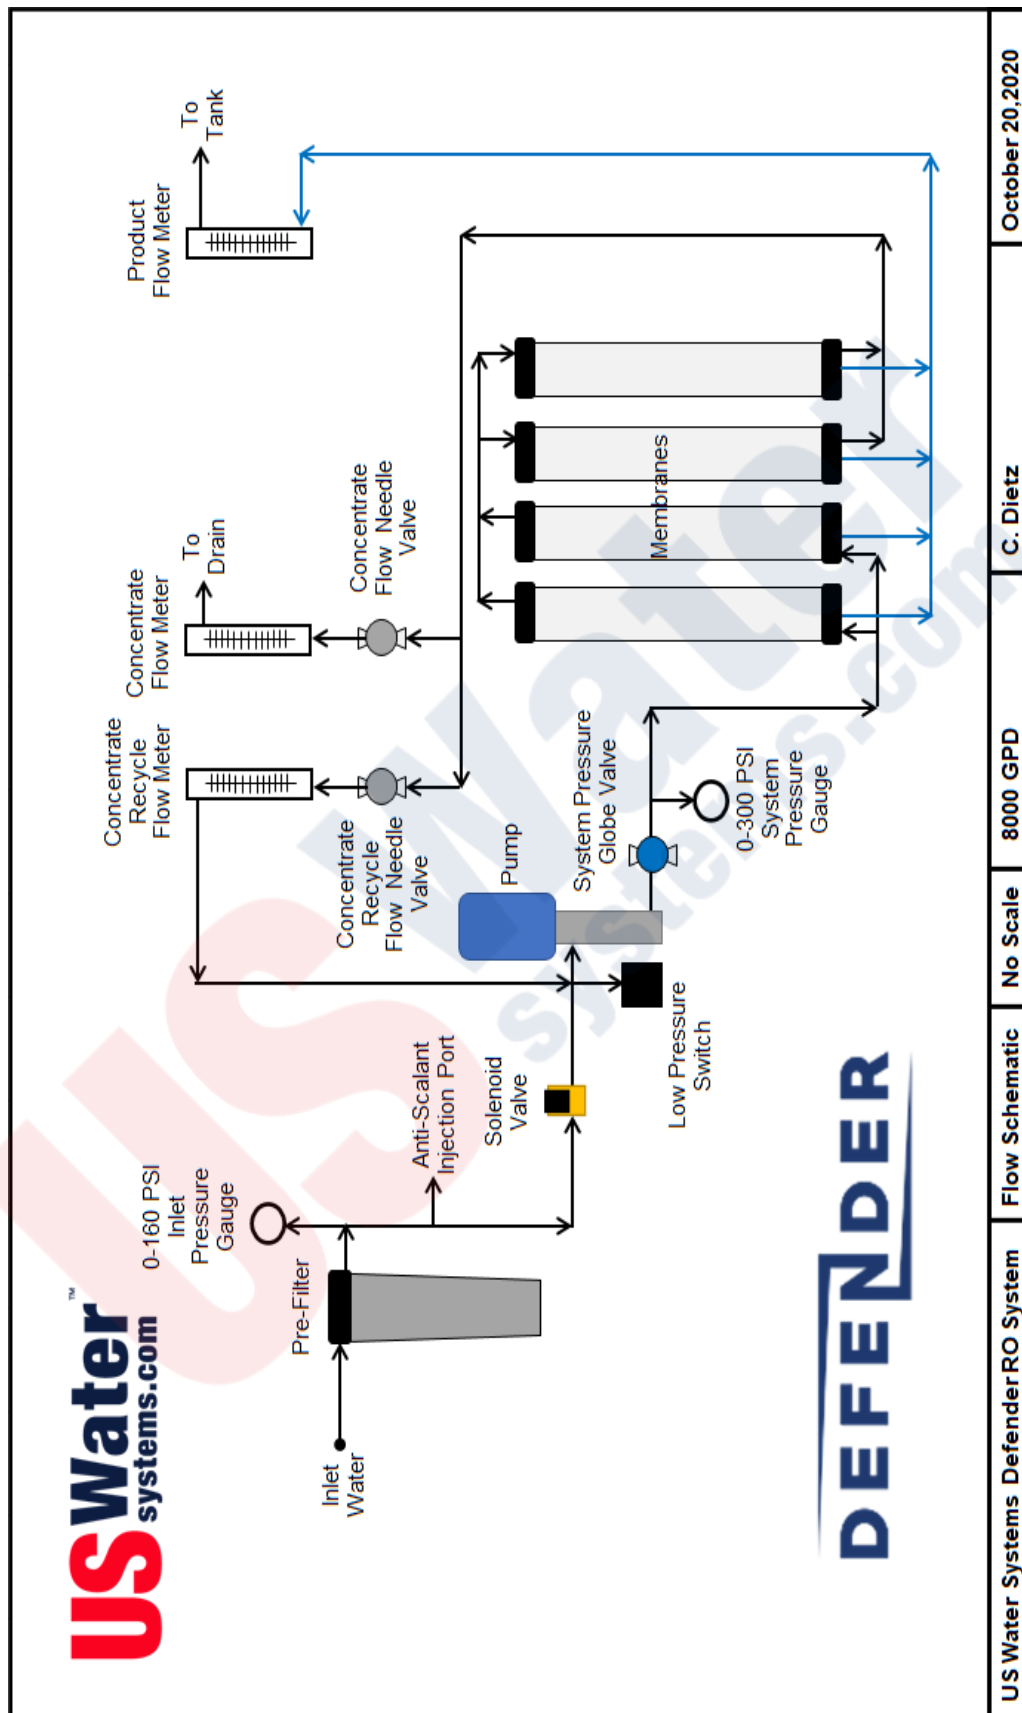 USWater™
systems.com
Inlet
Water
Pre-Filter
0-160 PSI
Inlet
Pressure
Gauge
Anti-Scalant
Injection Port
Solenoid
Valve
Low Pressure
Switch
Pump
Concentrate
Recycle
Flow Meter
Concentrate
Recycle
Flow Needle
Valve
Concentrate
Flow Meter
To
Drain
Concentrate
Flow Needle
Valve
System Pressure
Globe Valve
0-300 PSI
System
Pressure
Gauge
Membranes
Product
Flow Meter
To
Tank
DEFENDER
USWater
systems.com
US Water Systems Defender RO System
Flow Schematic
No Scale
8000 GPD
C. Dietz
October 20,2020